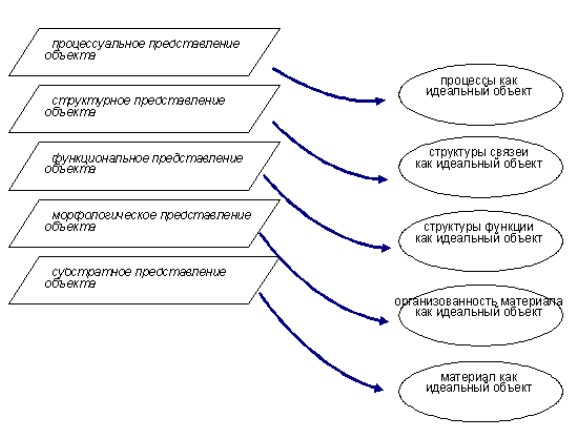 процессуальное представление
объекта
структурное представление
объекта
функциональное представление
объекта
морфологическое представление
объекта
субстратное представление
объекта
процессы как
идеальный объект
структуры связей
как идеальный объект
структуры функции
как идеальный объект
организованность материала
как идеальный объект
материал как
идеальный объект